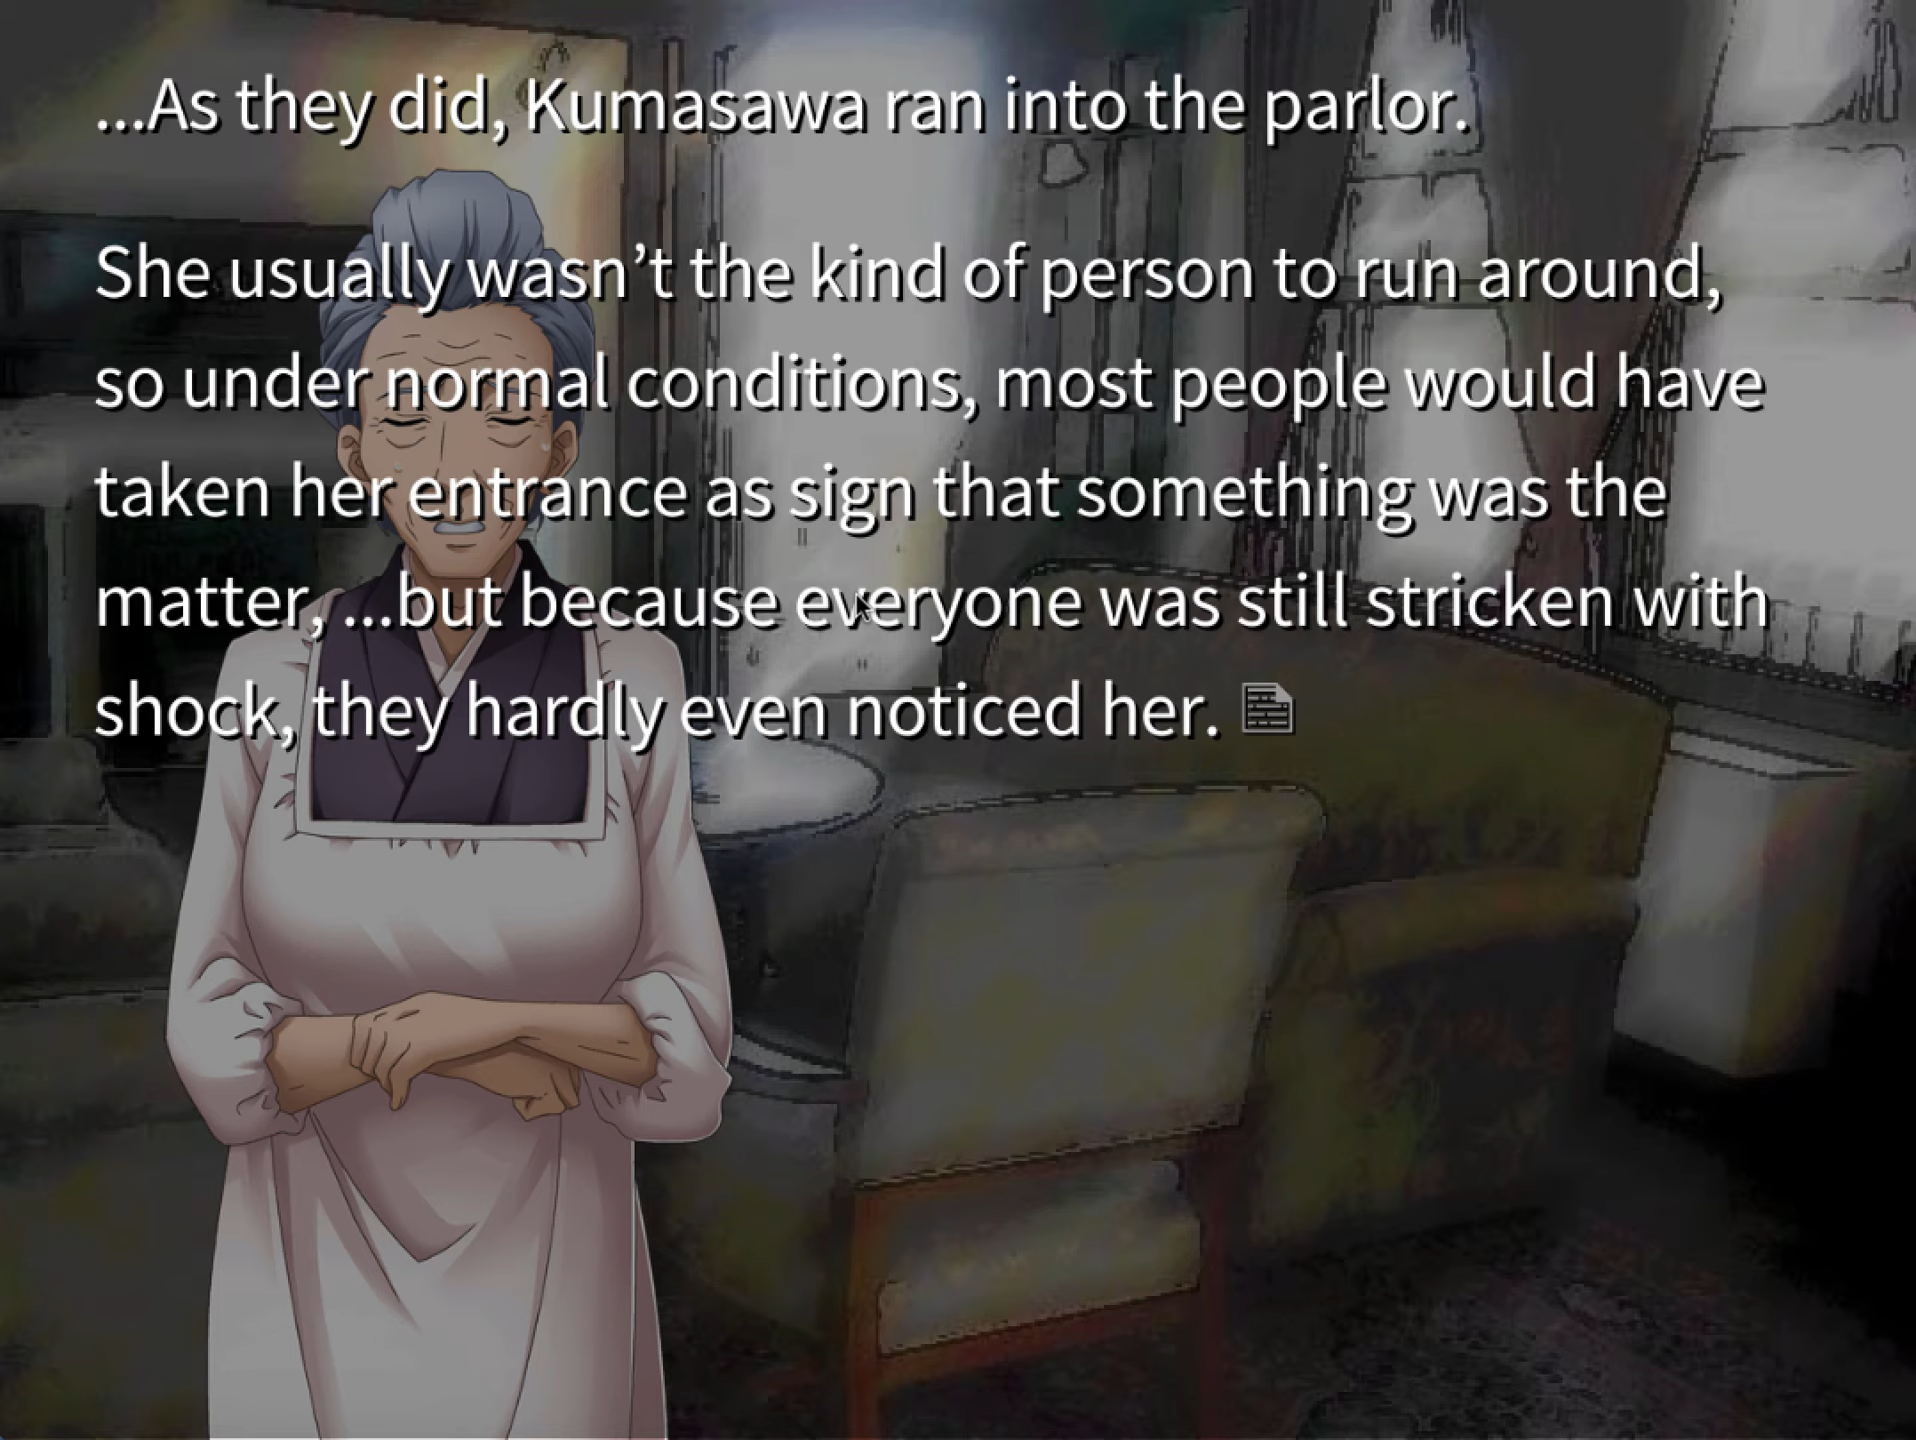 ...As they did, Kumasawa ran into the parlor.
She usually wasn’t the kind of person to run around,
so under normal conditions, most people would have
taken her entrance as sign that something was the
matter, ...but because everyone was still stricken with
shock, they hardly even noticed her.